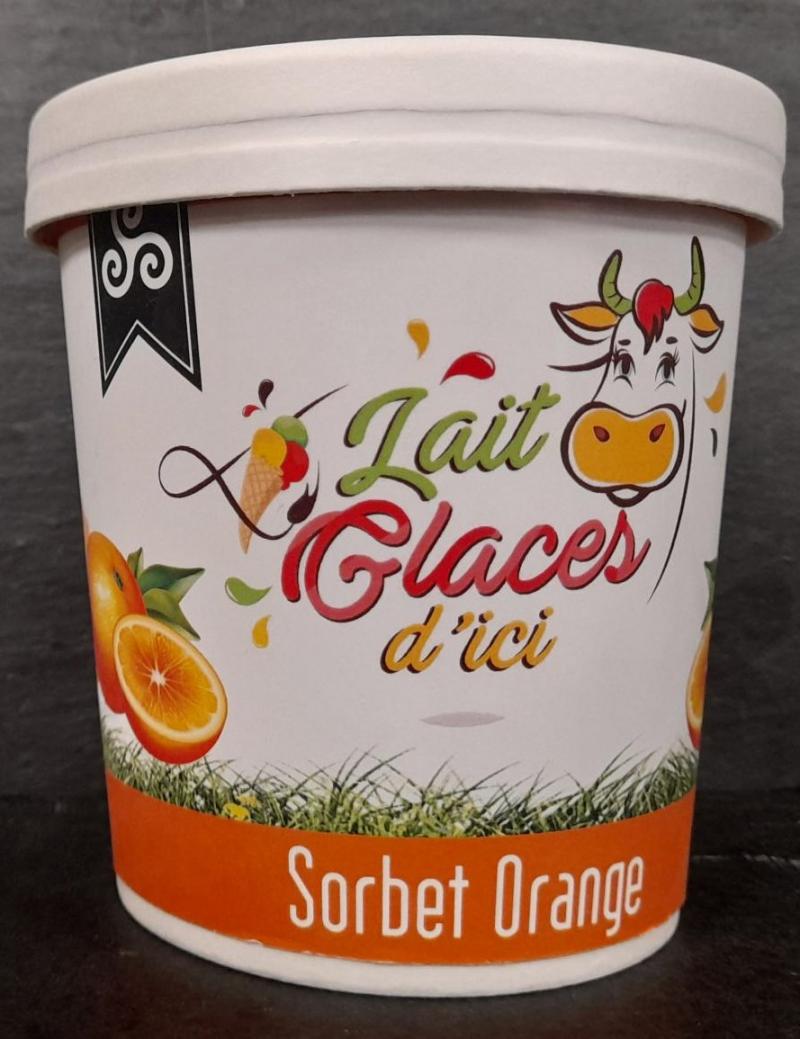 Lait
Glaces
d'ici
Sorbet Orange